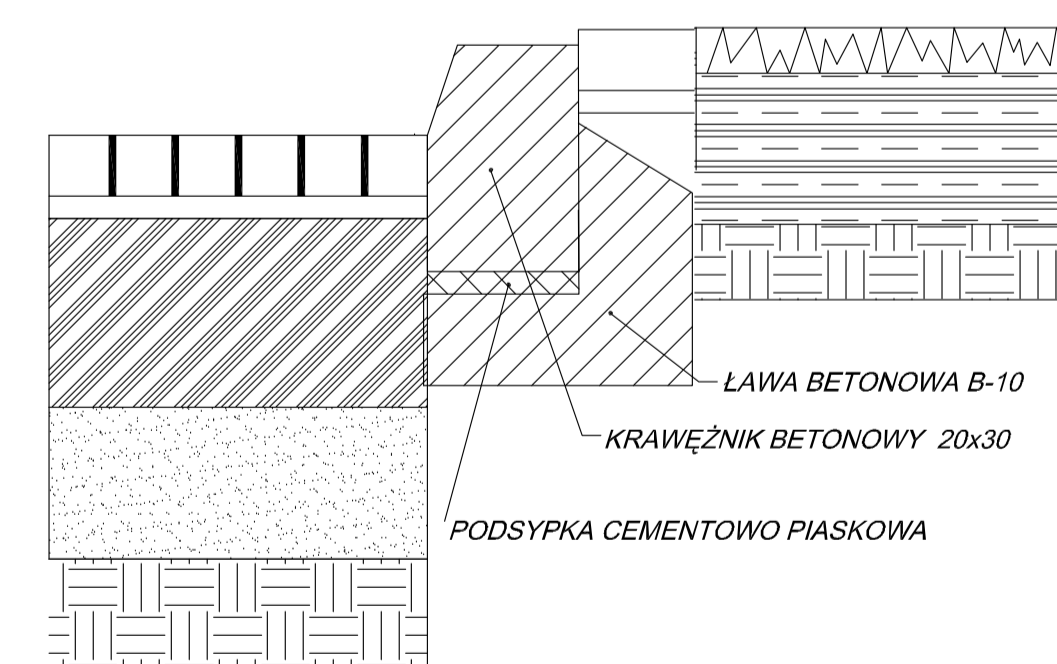 ŁAWA BETONOWA B-10
KRAWĘŻNIK BETONOWY 20x30
PODSYPKA CEMENTOWO PIASKOWA